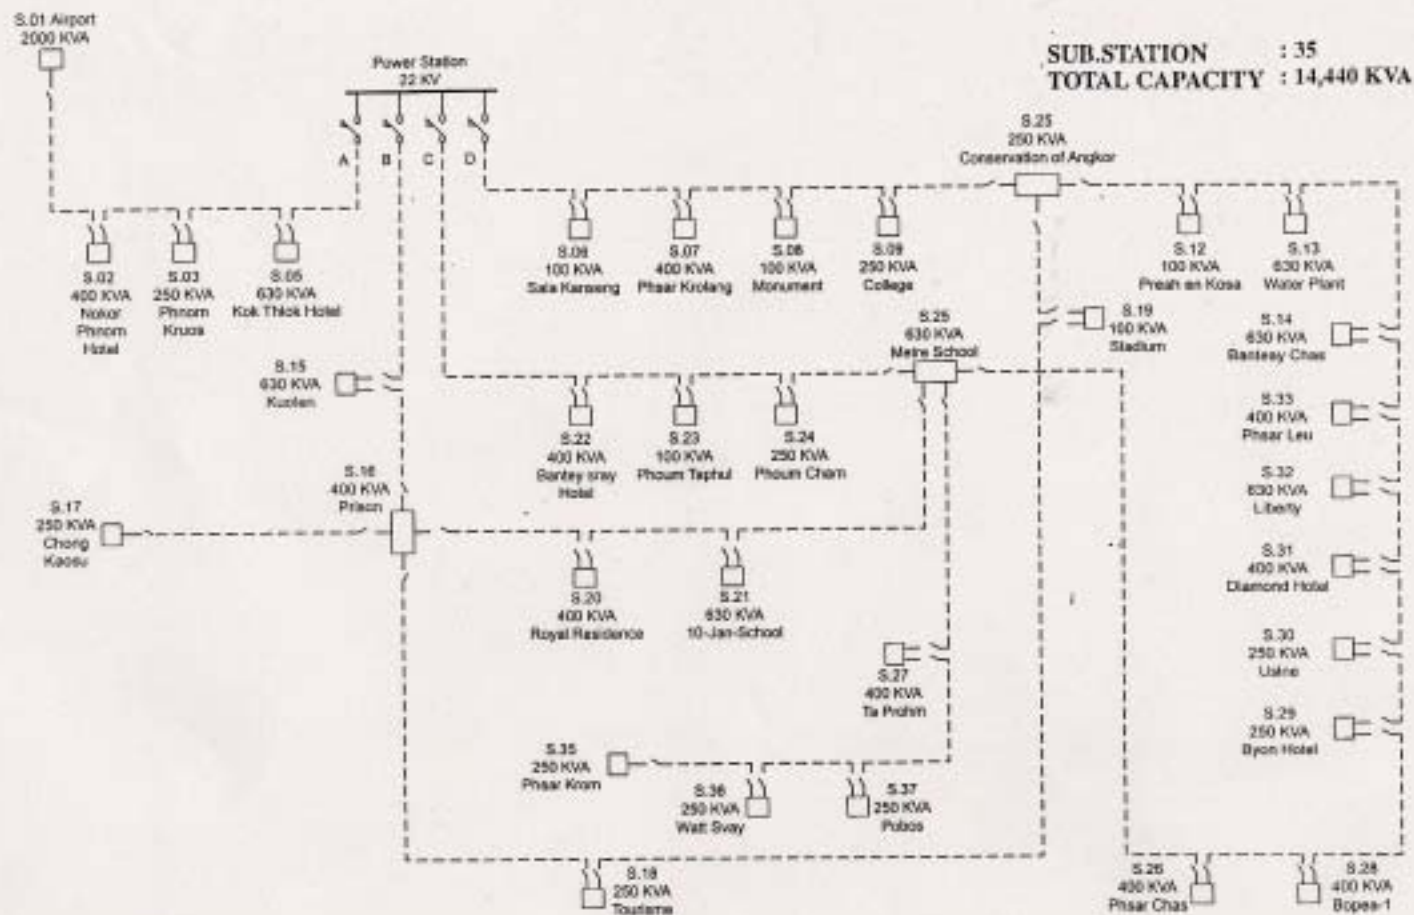 S.01 Airport
2000 KVA
Power Station
22 KV
SUB.STATION : 35
TOTAL CAPACITY : 14,440 KVA
A
B
C
D
S.25
250 KVA
Conservation of Angkor
S.02
400 KVA
Nokor
Phnom
Hotel
S.03
250 KVA
Phnom
Kruos
S.05
630 KVA
Kok Thlok Hotel
S.06
100 KVA
Sala Kanseng
S.07
400 KVA
Phsar Krolang
S.08
100 KVA
Monument
S.09
250 KVA
College
S.12
100 KVA
Preah en Kosa
S.13
630 KVA
Water Plant
S.19
100 KVA
Stadium
S.14
630 KVA
Banteay Chas
S.25
630 KVA
Metre School
S.15
630 KVA
Kuolen
S.33
400 KVA
Phsar Leu
S.22
400 KVA
Bantey sray
Hotel
S.23
100 KVA
Phoum Taphul
S.24
250 KVA
Phoum Cham
S.16
400 KVA
Prison
S.32
630 KVA
Liberty
S.17
250 KVA
Chong
Kaosu
S.31
400 KVA
Diamond Hotel
S.20
400 KVA
Royal Residence
S.21
630 KVA
10-Jan-School
S.30
250 KVA
Usine
S.27
400 KVA
Ta Prohm
S.29
250 KVA
Byon Hotel
S.35
250 KVA
Phsar Krom
S.36
250 KVA
Watt Svay
S.37
250 KVA
Pobos
S.18
250 KVA
Tourisme
S.26
400 KVA
Phsar Chas
S.28
400 KVA
Bopea-1